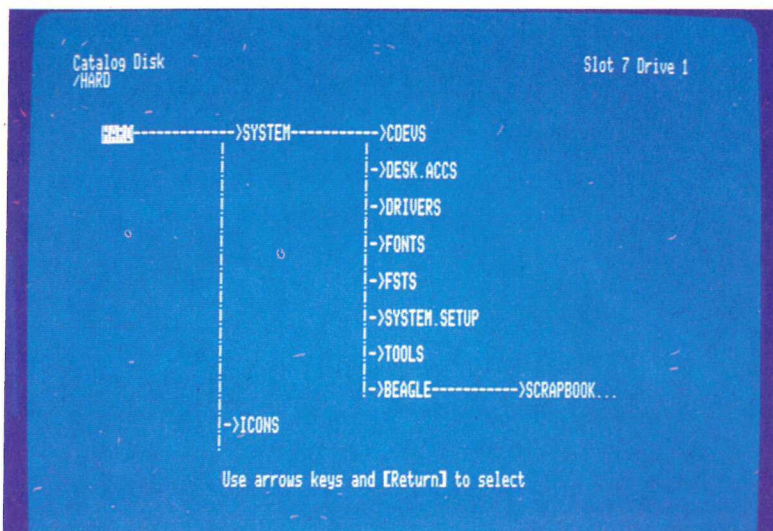 Catalog Disk
/HARD
Slot 7 Drive 1
HARD------------->SYSTEM----------->CDEVS
->DESK.ACCS
->DRIVERS
->FONTS
->FSTS
->SYSTEM.SETUP
->TOOLS
->BEAGLE----------->SCRAPBOOK...
->ICONS
Use arrows keys and [Return] to select